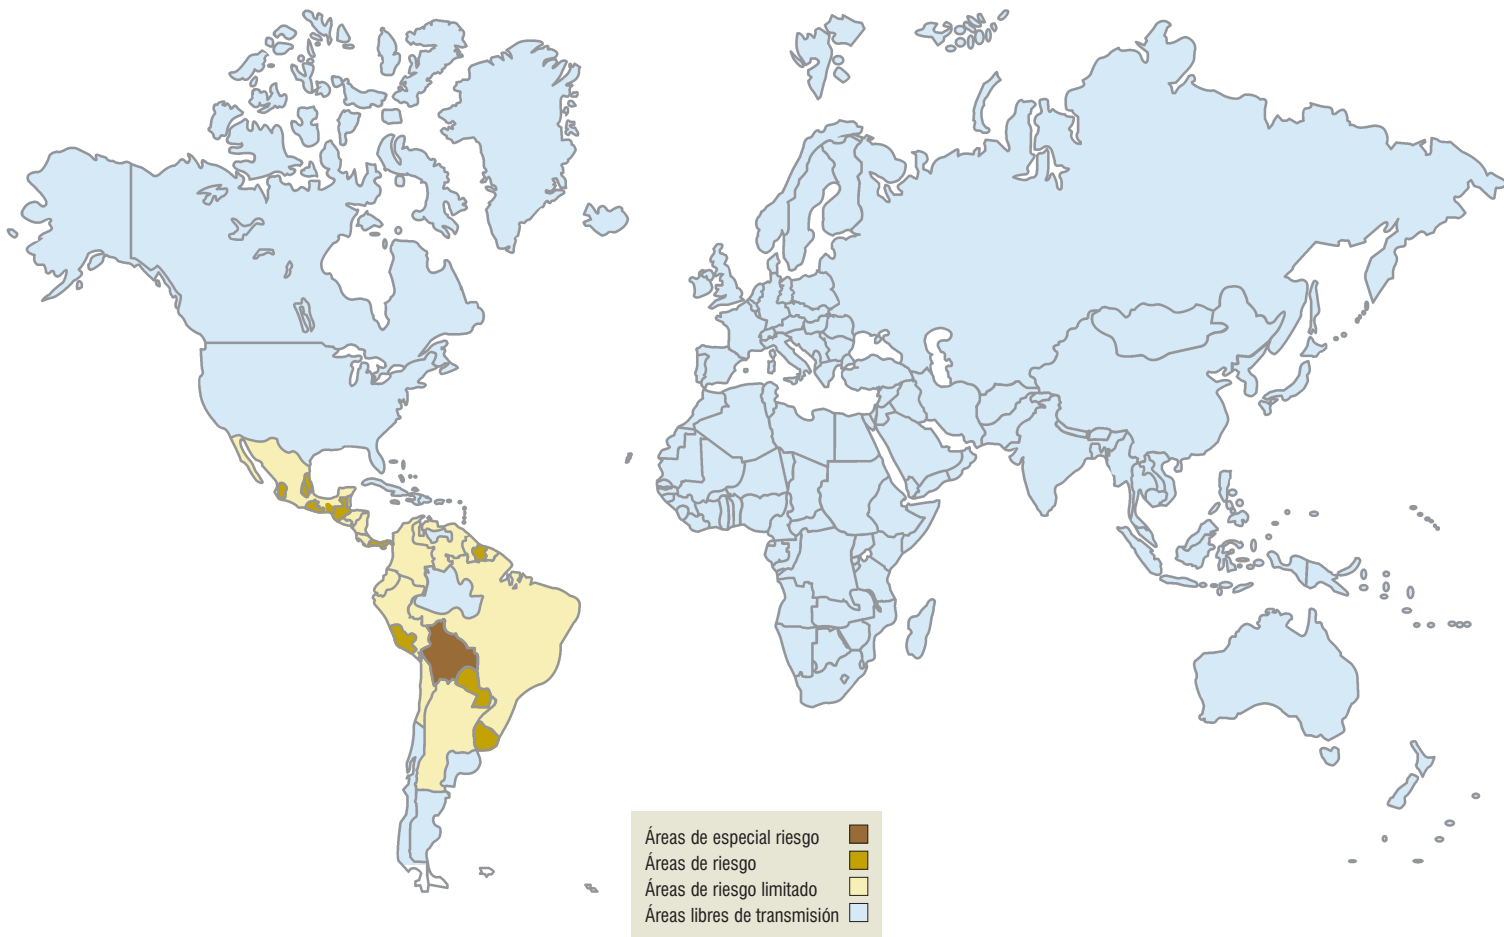 Áreas de especial riesgo
Áreas de riesgo
Áreas de riesgo limitado
Áreas libres de transmisión